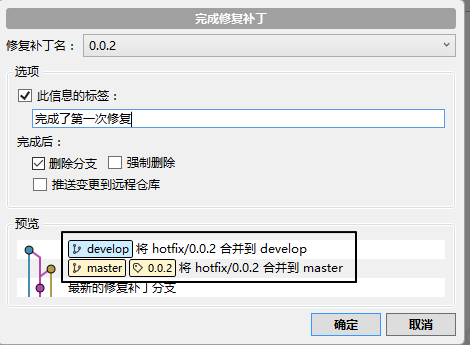 完成修复补丁
修复补丁名： 0.0.2
选项
此信息的标签：
完成了第一次修复
完成后：
删除分支 强制删除
推送变更到远程仓库
预览
develop 将 hotfix/0.0.2 合并到 develop
master 0.0.2 将 hotfix/0.0.2 合并到 master
最新的修复补丁分支
确定 取消